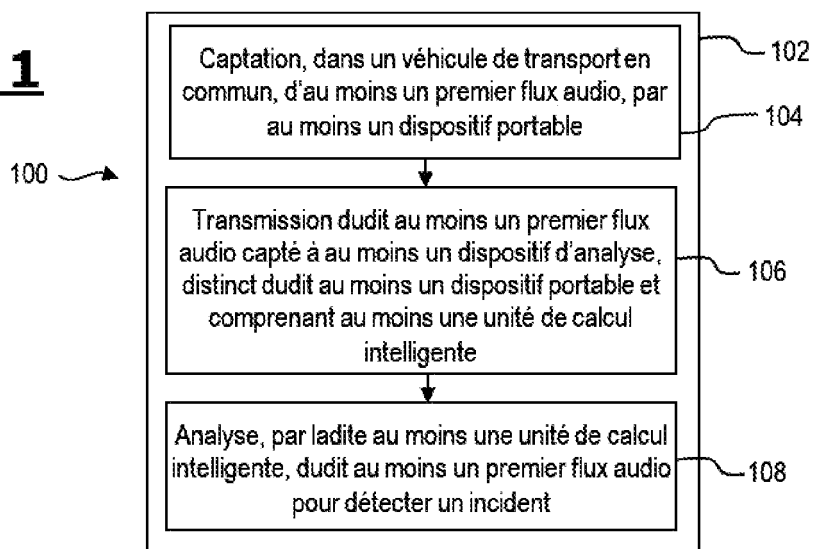 1
100
102
Captation, dans un véhicule de transport en
commun, d'au moins un premier flux audio, par
au moins un dispositif portable
104
Transmission dudit au moins un premier flux
audio capté à au moins un dispositif d'analyse,
distinct dudit au moins un dispositif portable et
comprenant au moins une unité de calcul
intelligente
106
Analyse, par ladite au moins une unité de calcul
intelligente, dudit au moins un premier flux audio
pour détecter un incident
108